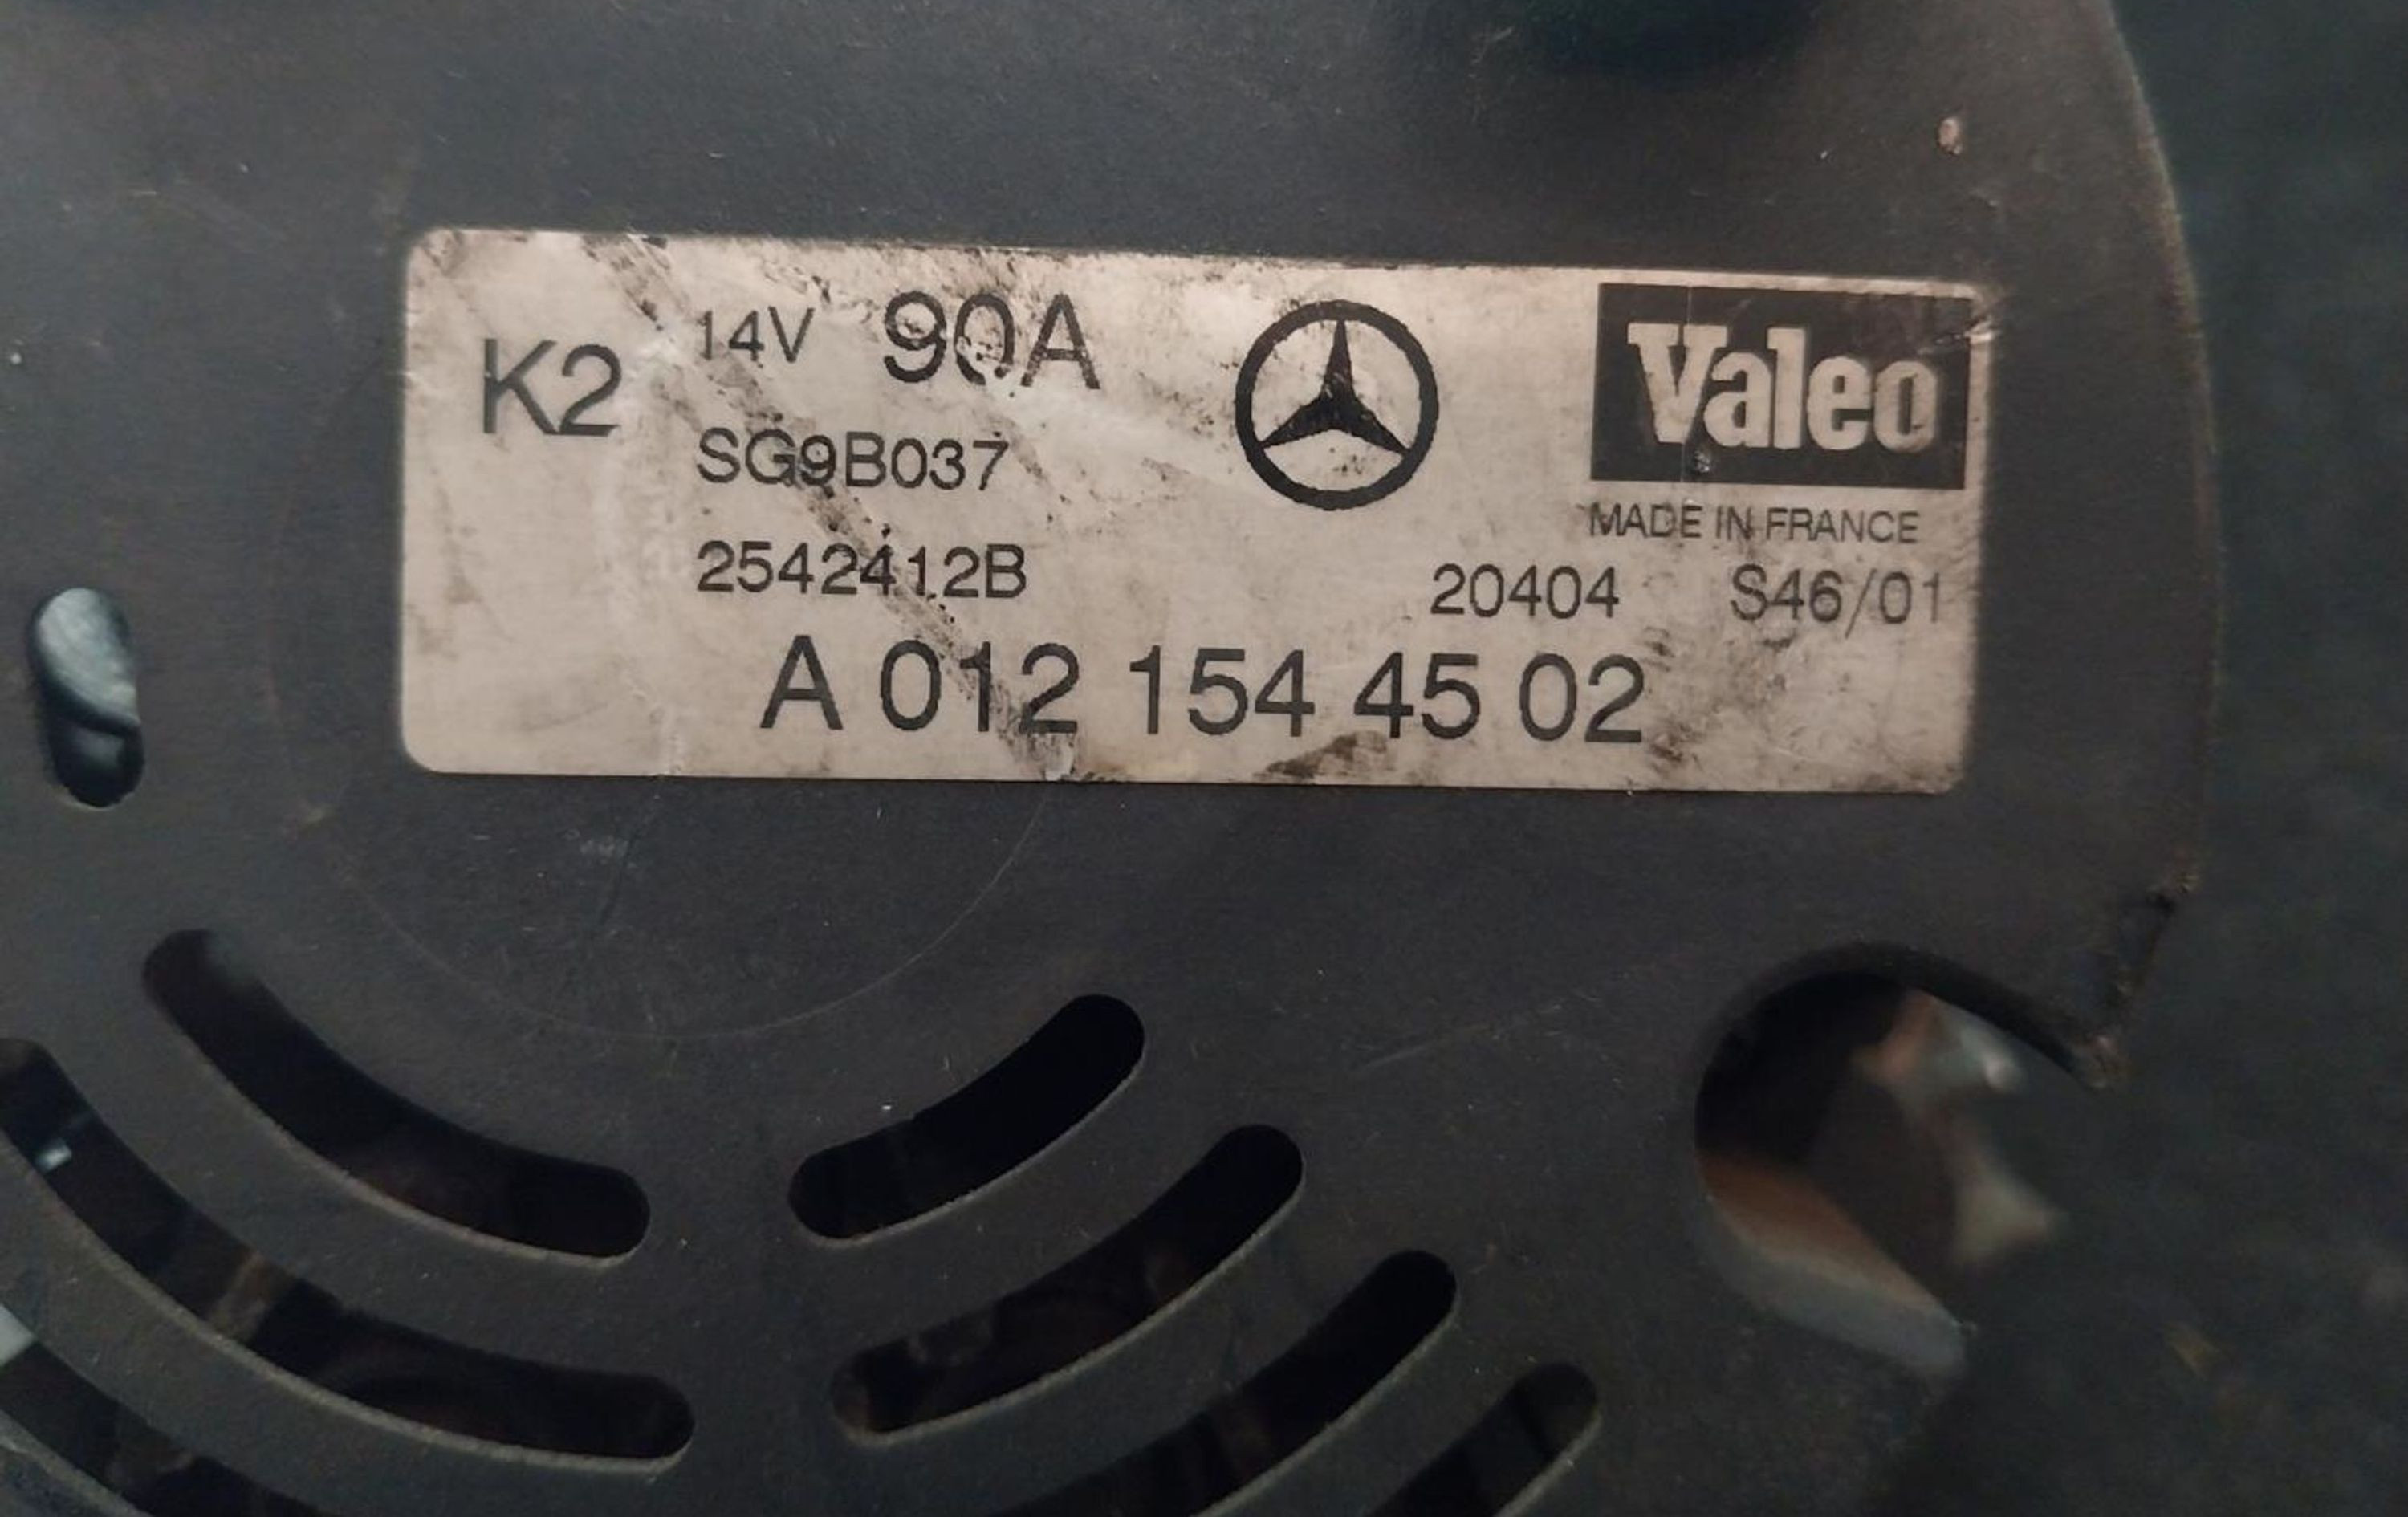 K2
14V 90A
Valeo
SG9B037
MADE IN FRANCE
2542412B
20404 S46/01
A 012 154 45 02